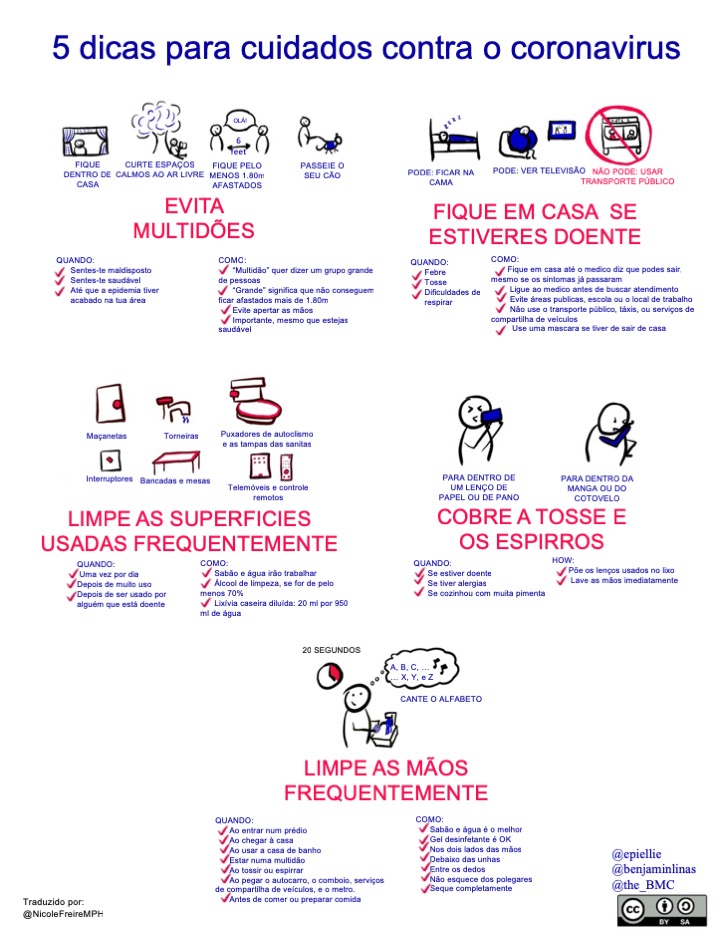 5 dicas para cuidados contra o coronavirus
OLÁ!
6
feet
FIQUE
DENTRO DE
CASA
CURTE ESPAÇOS
CALMOS AO AR LIVRE
FIQUE PELO
MENOS 1.80m
AFASTADOS
PASSEIE O
SEU CÃO
EVITA
MULTIDÕES
QUANDO:
Sentes-te maldisposto
Sentes-te saudável
Até que a epidemia tiver
acabado na tua área
COMO:
“Multidão” quer dizer um grupo grande
de pessoas
“Grande” significa que não conseguem
ficar afastados mais de 1.80m
Evite apertar as mãos
Importante, mesmo que estejas
saudável
z z z z
PODE: FICAR NA
CAMA
PODE: VER TELEVISÃO
NÃO PODE: USAR
TRANSPORTE PÚBLICO
FIQUE EM CASA SE
ESTIVERES DOENTE
QUANDO:
Febre
Tosse
Dificuldades de
respirar
COMO:
Fique em casa até o medico diz que podes sair,
mesmo se os sintomas já pasaram
Ligue ao medico antes de buscar atendimento
Evite áreas publicas, escola ou o local de trabalho
Não use o transporte público, táxis, ou serviços de
compartilha de veículos
Use uma mascara se tiver de sair de casa
Maçanetas
Torneiras
Puxadores de autoclismo
e as tampas das sanitas
Interruptores
Bancadas e mesas
Telemóveis e controle
remotos
LIMPE AS SUPERFICIES
USADAS FREQUENTEMENTE
QUANDO:
Uma vez por dia
Depois de muito uso
Depois de ser usado por
alguém que está doente
COMO:
Sabão e água irão trabalhar
Álcool de limpeza, se for de pelo
menos 70%
Lixívia caseira diluída: 20 ml por 950
ml de água
PARA DENTRO DE
UM LENÇO DE
PAPEL OU DE PANO
PARA DENTRO DA
MANGA OU DO
COTOVELO
COBRE A TOSSE E
OS ESPIRROS
QUANDO:
Se estiver doente
Se tiver alergias
Se cozinhou com muita pimenta
HOW:
Põe os lenços usados no lixo
Lave as mãos imediatamente
20 SEGUNDOS
A, B, C, ...
... X, Y, e Z
CANTE O ALFABETO
LIMPE AS MÃOS
FREQUENTEMENTE
QUANDO:
Ao entrar num prédio
Ao chegar à casa
Ao usar a casa de banho
Estar numa multidão
Ao tossir ou espirrar
Ao pegar o autocarro, o comboio, serviços
de compartilha de veículos, e o metro.
Antes de comer ou preparar comida
COMO:
Sabão e água é o melhor
Gel desinfetante é OK
Nos dois lados das mãos
Debaixo das unhas
Entre os dedos
Não esquece os polegares
Seque completamente
@epiellie
@benjaminlinas
@the_BMC
cc
BY SA
Traduzido por:
@NicoleFreireMPH